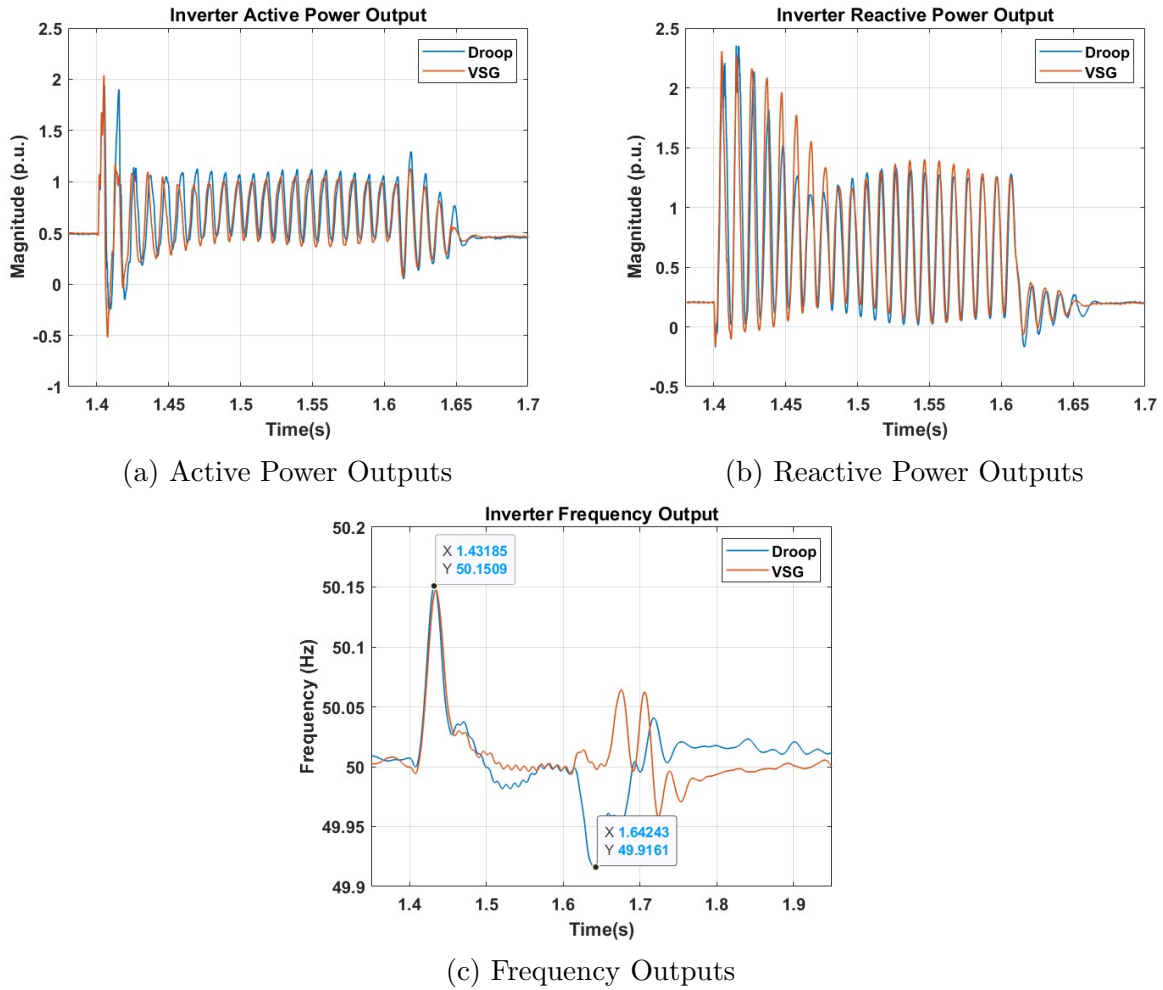 Inverter Active Power Output
2.5
2
1.5
1
0.5
0
-0.5
-1
Magnitude (p.u.)
Droop
VSG
1.4 1.45 1.5 1.55 1.6 1.65 1.7
Time(s)
(a) Active Power Outputs
Inverter Reactive Power Output
2.5
2
1.5
1
0.5
0
-0.5
Magnitude (p.u.)
Droop
VSG
1.4 1.45 1.5 1.55 1.6 1.65 1.7
Time(s)
(b) Reactive Power Outputs
Inverter Frequency Output
50.2
50.15
50.1
50.05
50
49.95
49.9
Frequency (Hz)
X 1.43185
Y 50.1509
Droop
VSG
X 1.64243
Y 49.9161
1.4 1.5 1.6 1.7 1.8 1.9
Time(s)
(c) Frequency Outputs